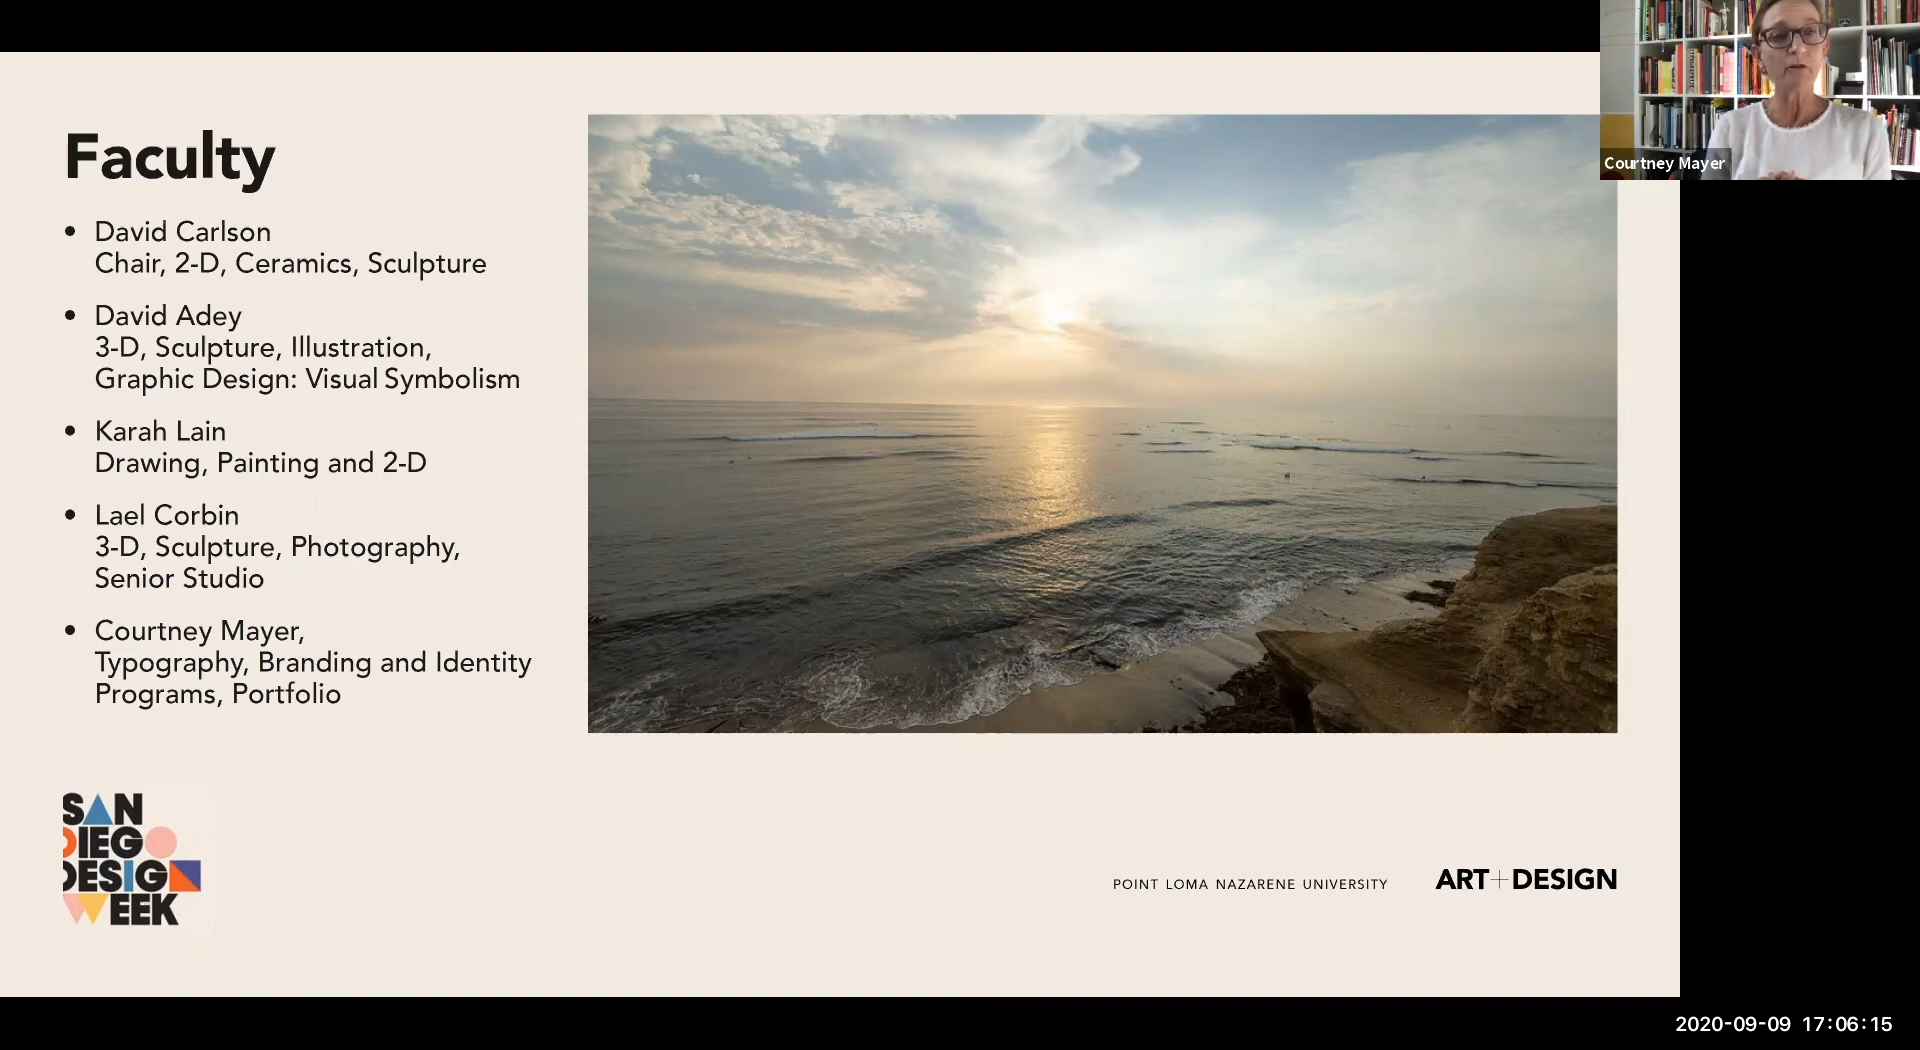 Faculty
• David Carlson
Chair, 2-D, Ceramics, Sculpture
• David Adey
3-D, Sculpture, Illustration,
Graphic Design: Visual Symbolism
• Karah Lain
Drawing, Painting and 2-D
• Lael Corbin
3-D, Sculpture, Photography,
Senior Studio
• Courtney Mayer,
Typography, Branding and Identity
Programs, Portfolio
SAN
DIEGO
DESIGN
WEEK
POINT LOMA NAZARENE UNIVERSITY
ART+DESIGN
Courtney Mayer
2020-09-09 17:06:15